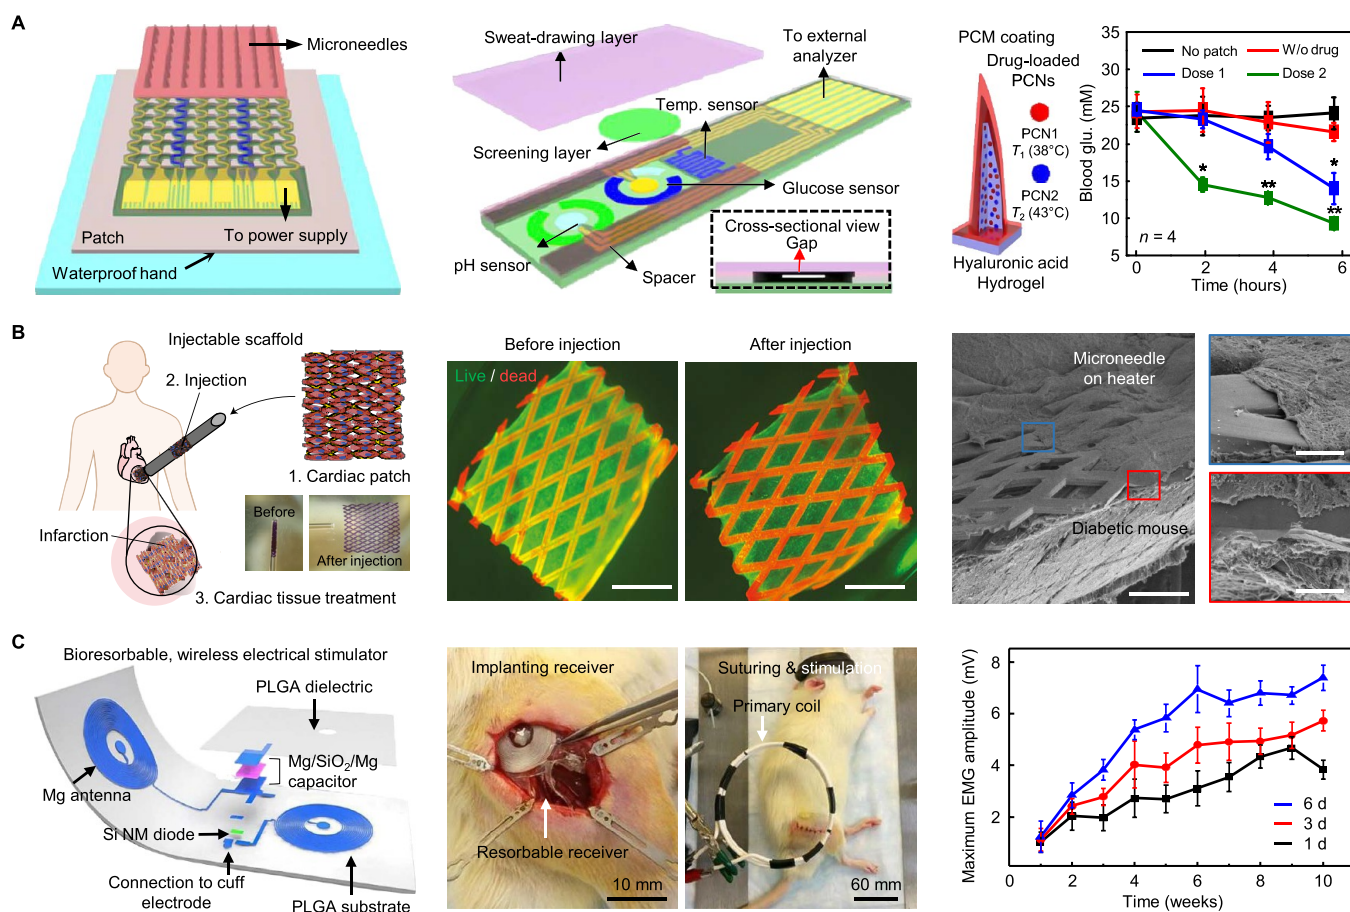 A
Microneedles
Patch
To power supply
Waterproof hand
Sweat-drawing layer
To external
analyzer
Temp. sensor
Screening layer
Glucose sensor
Cross-sectional view
Gap
pH sensor
Spacer
PCM coating
Drug-loaded
PCNs
PCN1
T1 (38°C)
PCN2
T2 (43°C)
Hyaluronic acid
Hydrogel
No patch
W/o drug
Dose 1
Dose 2
Blood glu. (mM)
35
30
25
20
15
10
5
*
**
*
**
n = 4
0 2 4 6
Time (hours)
B
Injectable scaffold
2. Injection
1. Cardiac patch
Before
After injection
Infarction
3. Cardiac tissue treatment
Before injection
After injection
Live / dead
Microneedle
on heater
Diabetic mouse
C
Bioresorbable, wireless electrical stimulator
PLGA dielectric
Mg/SiO2/Mg
capacitor
Mg antenna
Si NM diode
Connection to cuff
electrode
PLGA substrate
Implanting receiver
Resorbable receiver
10 mm
Suturing & stimulation
Primary coil
60 mm
Maximum EMG amplitude (mV)
8
6
4
2
6 d
3 d
1 d
0 2 4 6 8 10
Time (weeks)